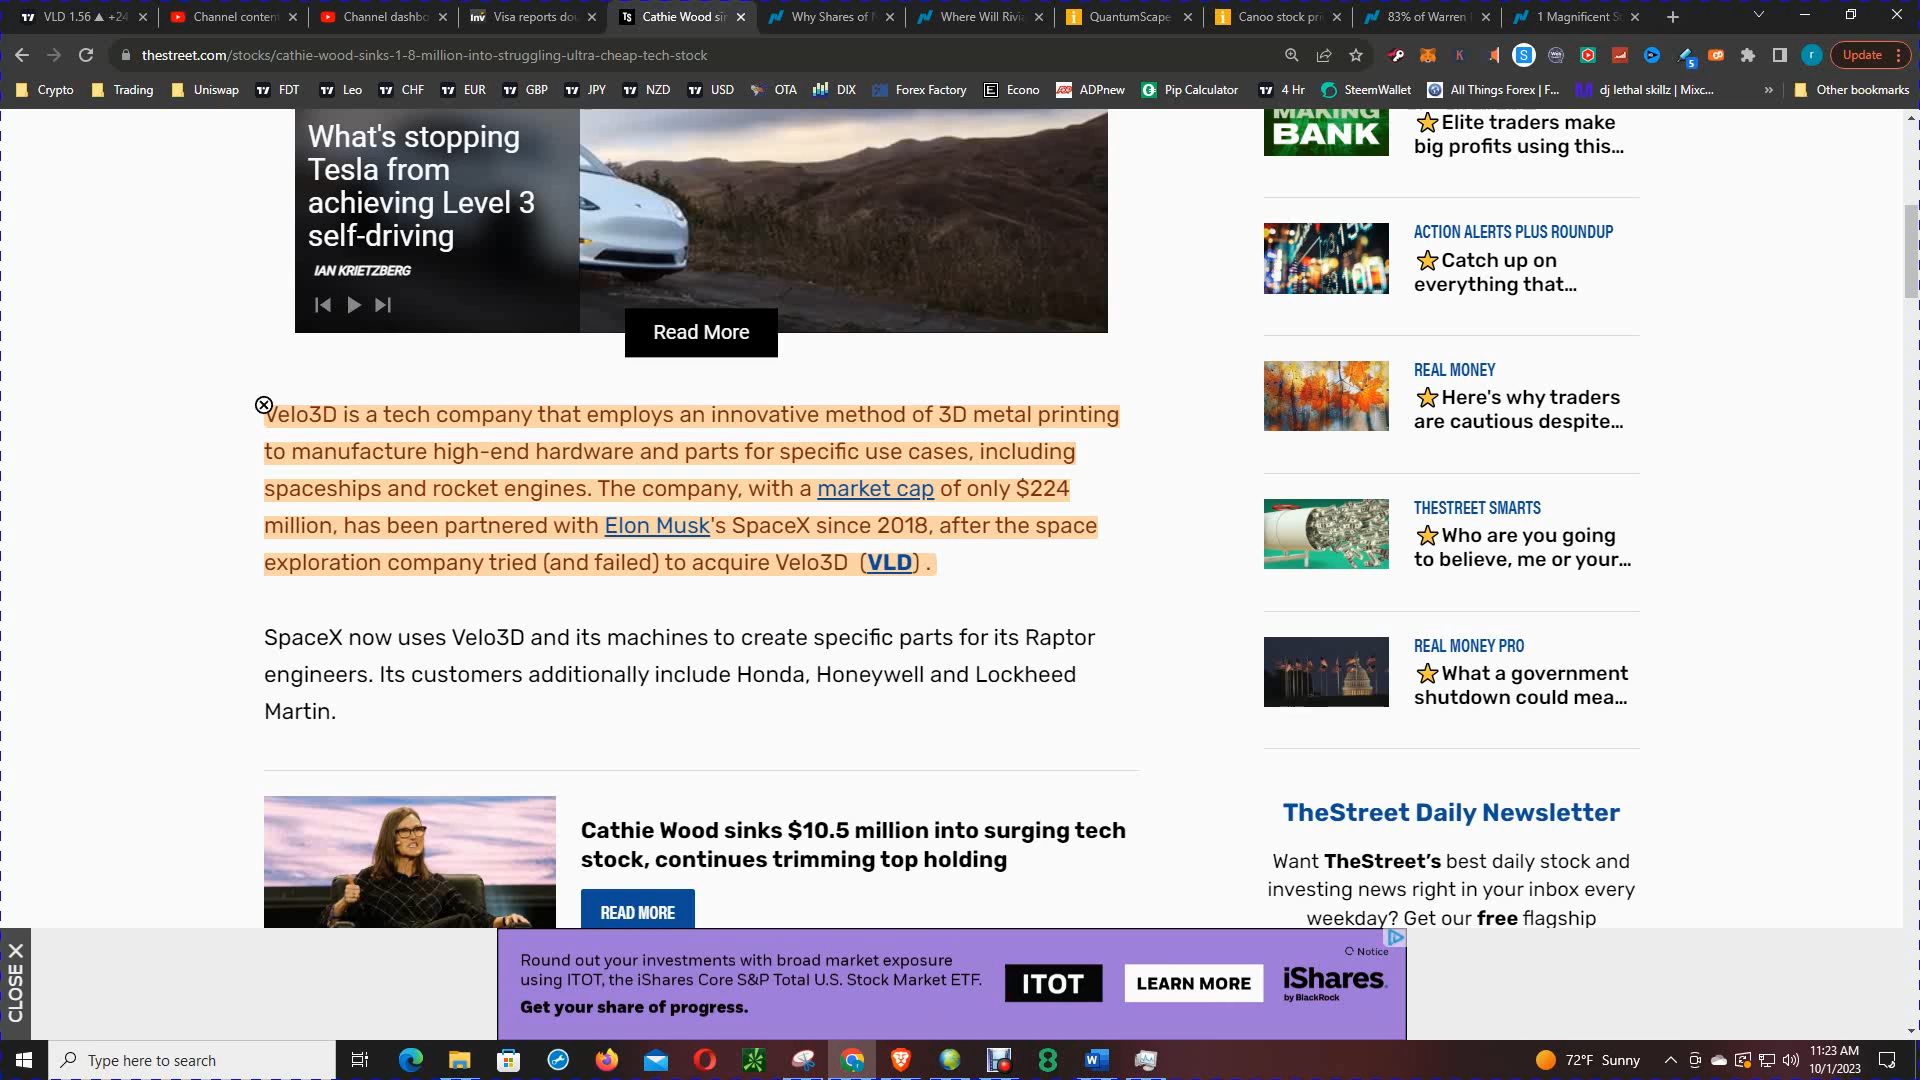 VLD 1.56 ▲ +24
Channel content
Channel dashbo
Visa reports dou
Cathie Wood sin
Why Shares of N
Where Will Rivia
QuantumScape
Canoo stock pri
83% of Warren
1 Magnificent St
thestreet.com/stocks/cathie-wood-sinks-1-8-million-into-struggling-ultra-cheap-tech-stock
Update
Crypto
Trading
Uniswap
FDT
Leo
CHF
EUR
GBP
JPY
NZD
USD
OTA
DIX
Forex Factory
Econo
ADPnew
Pip Calculator
4 Hr
SteemWallet
All Things Forex | F...
dj lethal skillz | Mixc...
Other bookmarks
What's stopping
Tesla from
achieving Level 3
self-driving
IAN KRIETZBERG
Read More
Velo3D is a tech company that employs an innovative method of 3D metal printing
to manufacture high-end hardware and parts for specific use cases, including
spaceships and rocket engines. The company, with a market cap of only $224
million, has been partnered with Elon Musk's SpaceX since 2018, after the space
exploration company tried (and failed) to acquire Velo3D (VLD) .
SpaceX now uses Velo3D and its machines to create specific parts for its Raptor
engineers. Its customers additionally include Honda, Honeywell and Lockheed
Martin.
Cathie Wood sinks $10.5 million into surging tech
stock, continues trimming top holding
READ MORE
MAKING
BANK
Elite traders make
big profits using this...
ACTION ALERTS PLUS ROUNDUP
Catch up on
everything that...
REAL MONEY
Here's why traders
are cautious despite...
THESTREET SMARTS
Who are you going
to believe, me or your...
REAL MONEY PRO
What a government
shutdown could mea...
TheStreet Daily Newsletter
Want TheStreet's best daily stock and
investing news right in your inbox every
weekday? Get our free flagship
CLOSE X
Round out your investments with broad market exposure
using ITOT, the iShares Core S&P Total U.S. Stock Market ETF.
Get your share of progress.
ITOT
LEARN MORE
Notice
iShares.
by BlackRock
Type here to search
72°F Sunny
11:23 AM
10/1/2023